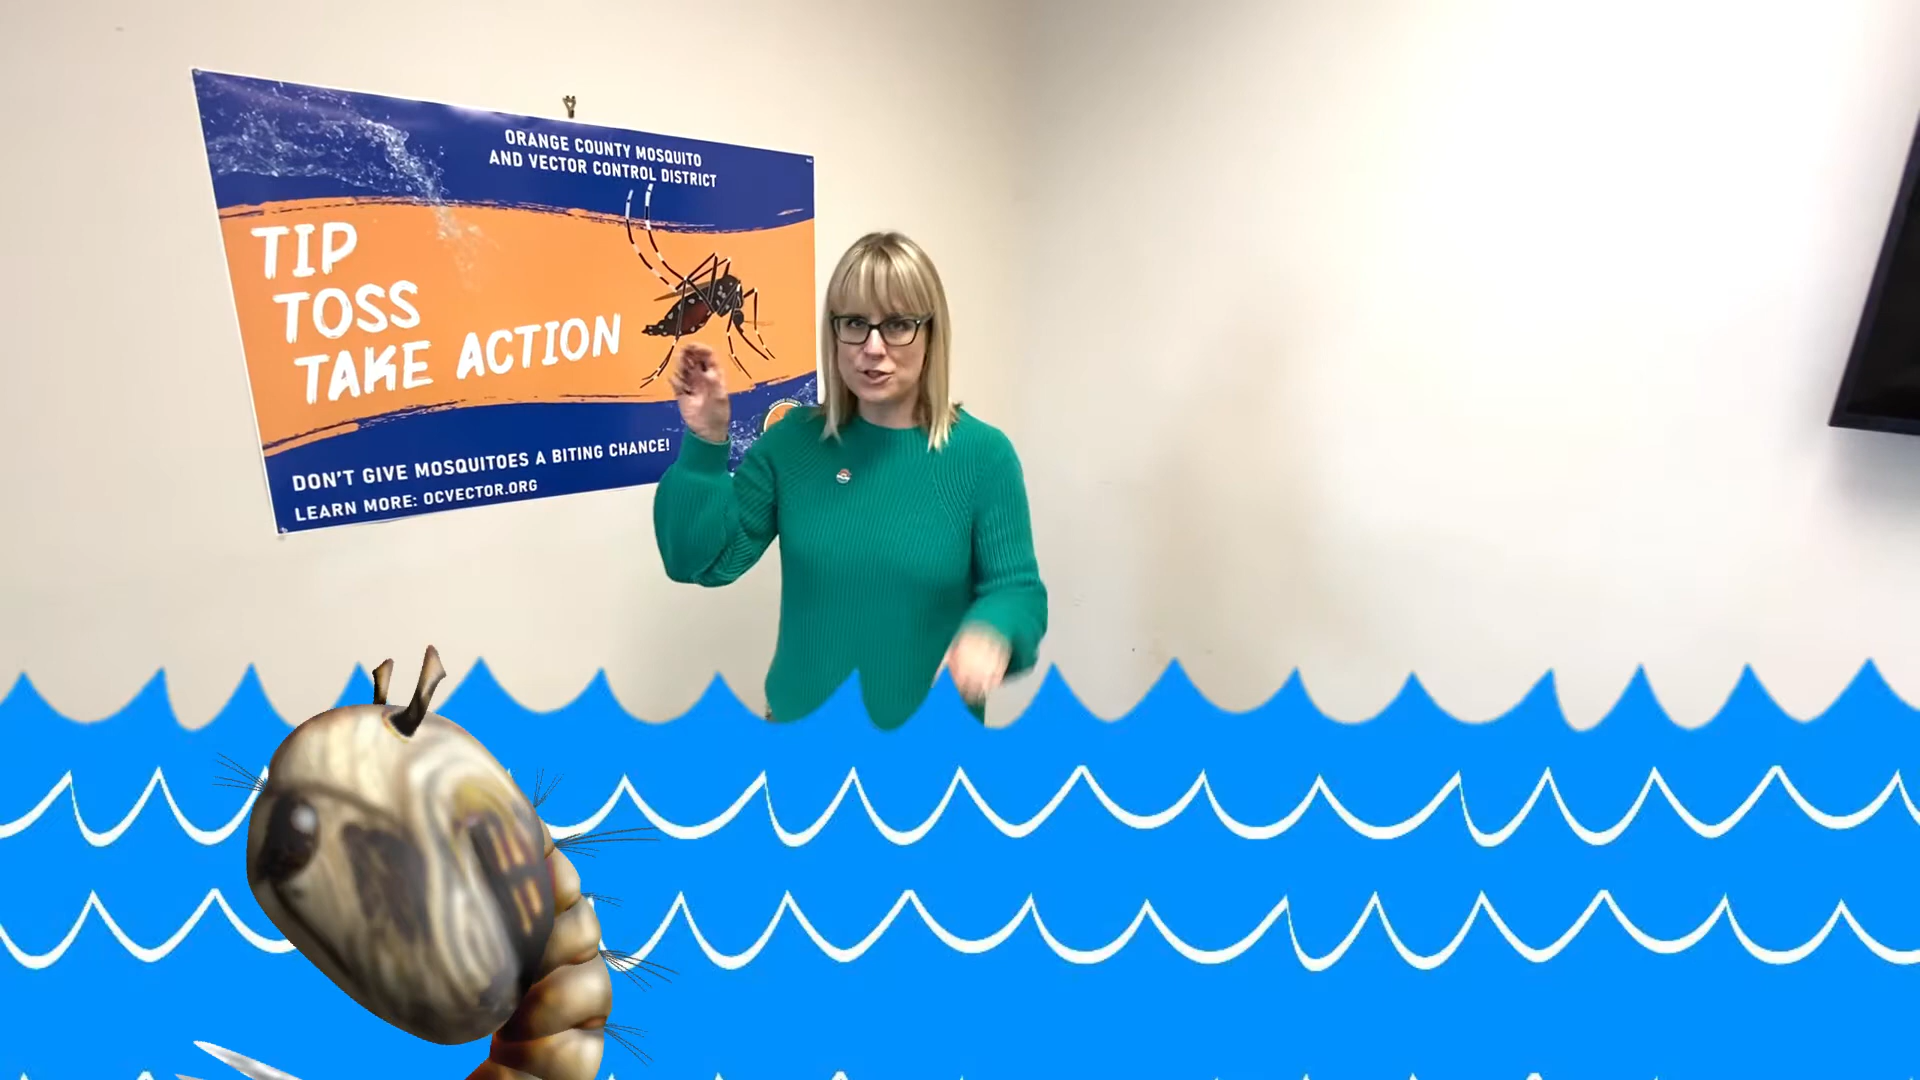 ORANGE COUNTY MOSQUITO
AND VECTOR CONTROL DISTRICT
TIP
TOSS
TAKE ACTION
DON'T GIVE MOSQUITOES A BITING CHANCE!
LEARN MORE: OCVECTOR.ORG